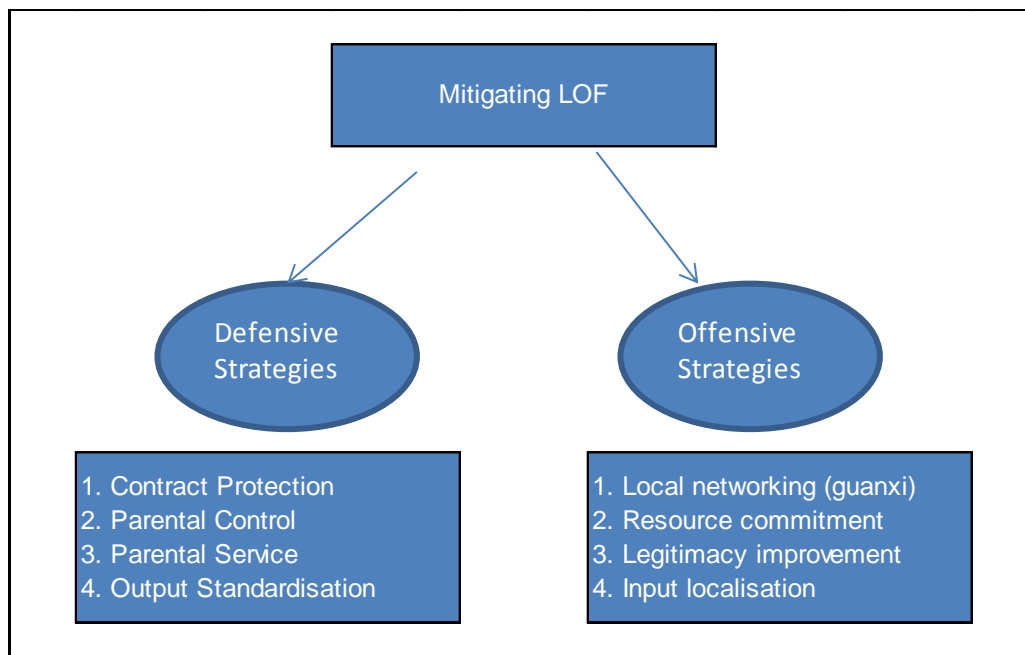 Mitigating LOF
Defensive
Strategies
1. Contract Protection
2. Parental Control
3. Parental Service
4. Output Standardisation
Offensive
Strategies
1. Local networking (guanxi)
2. Resource commitment
3. Legitimacy improvement
4. Input localisation